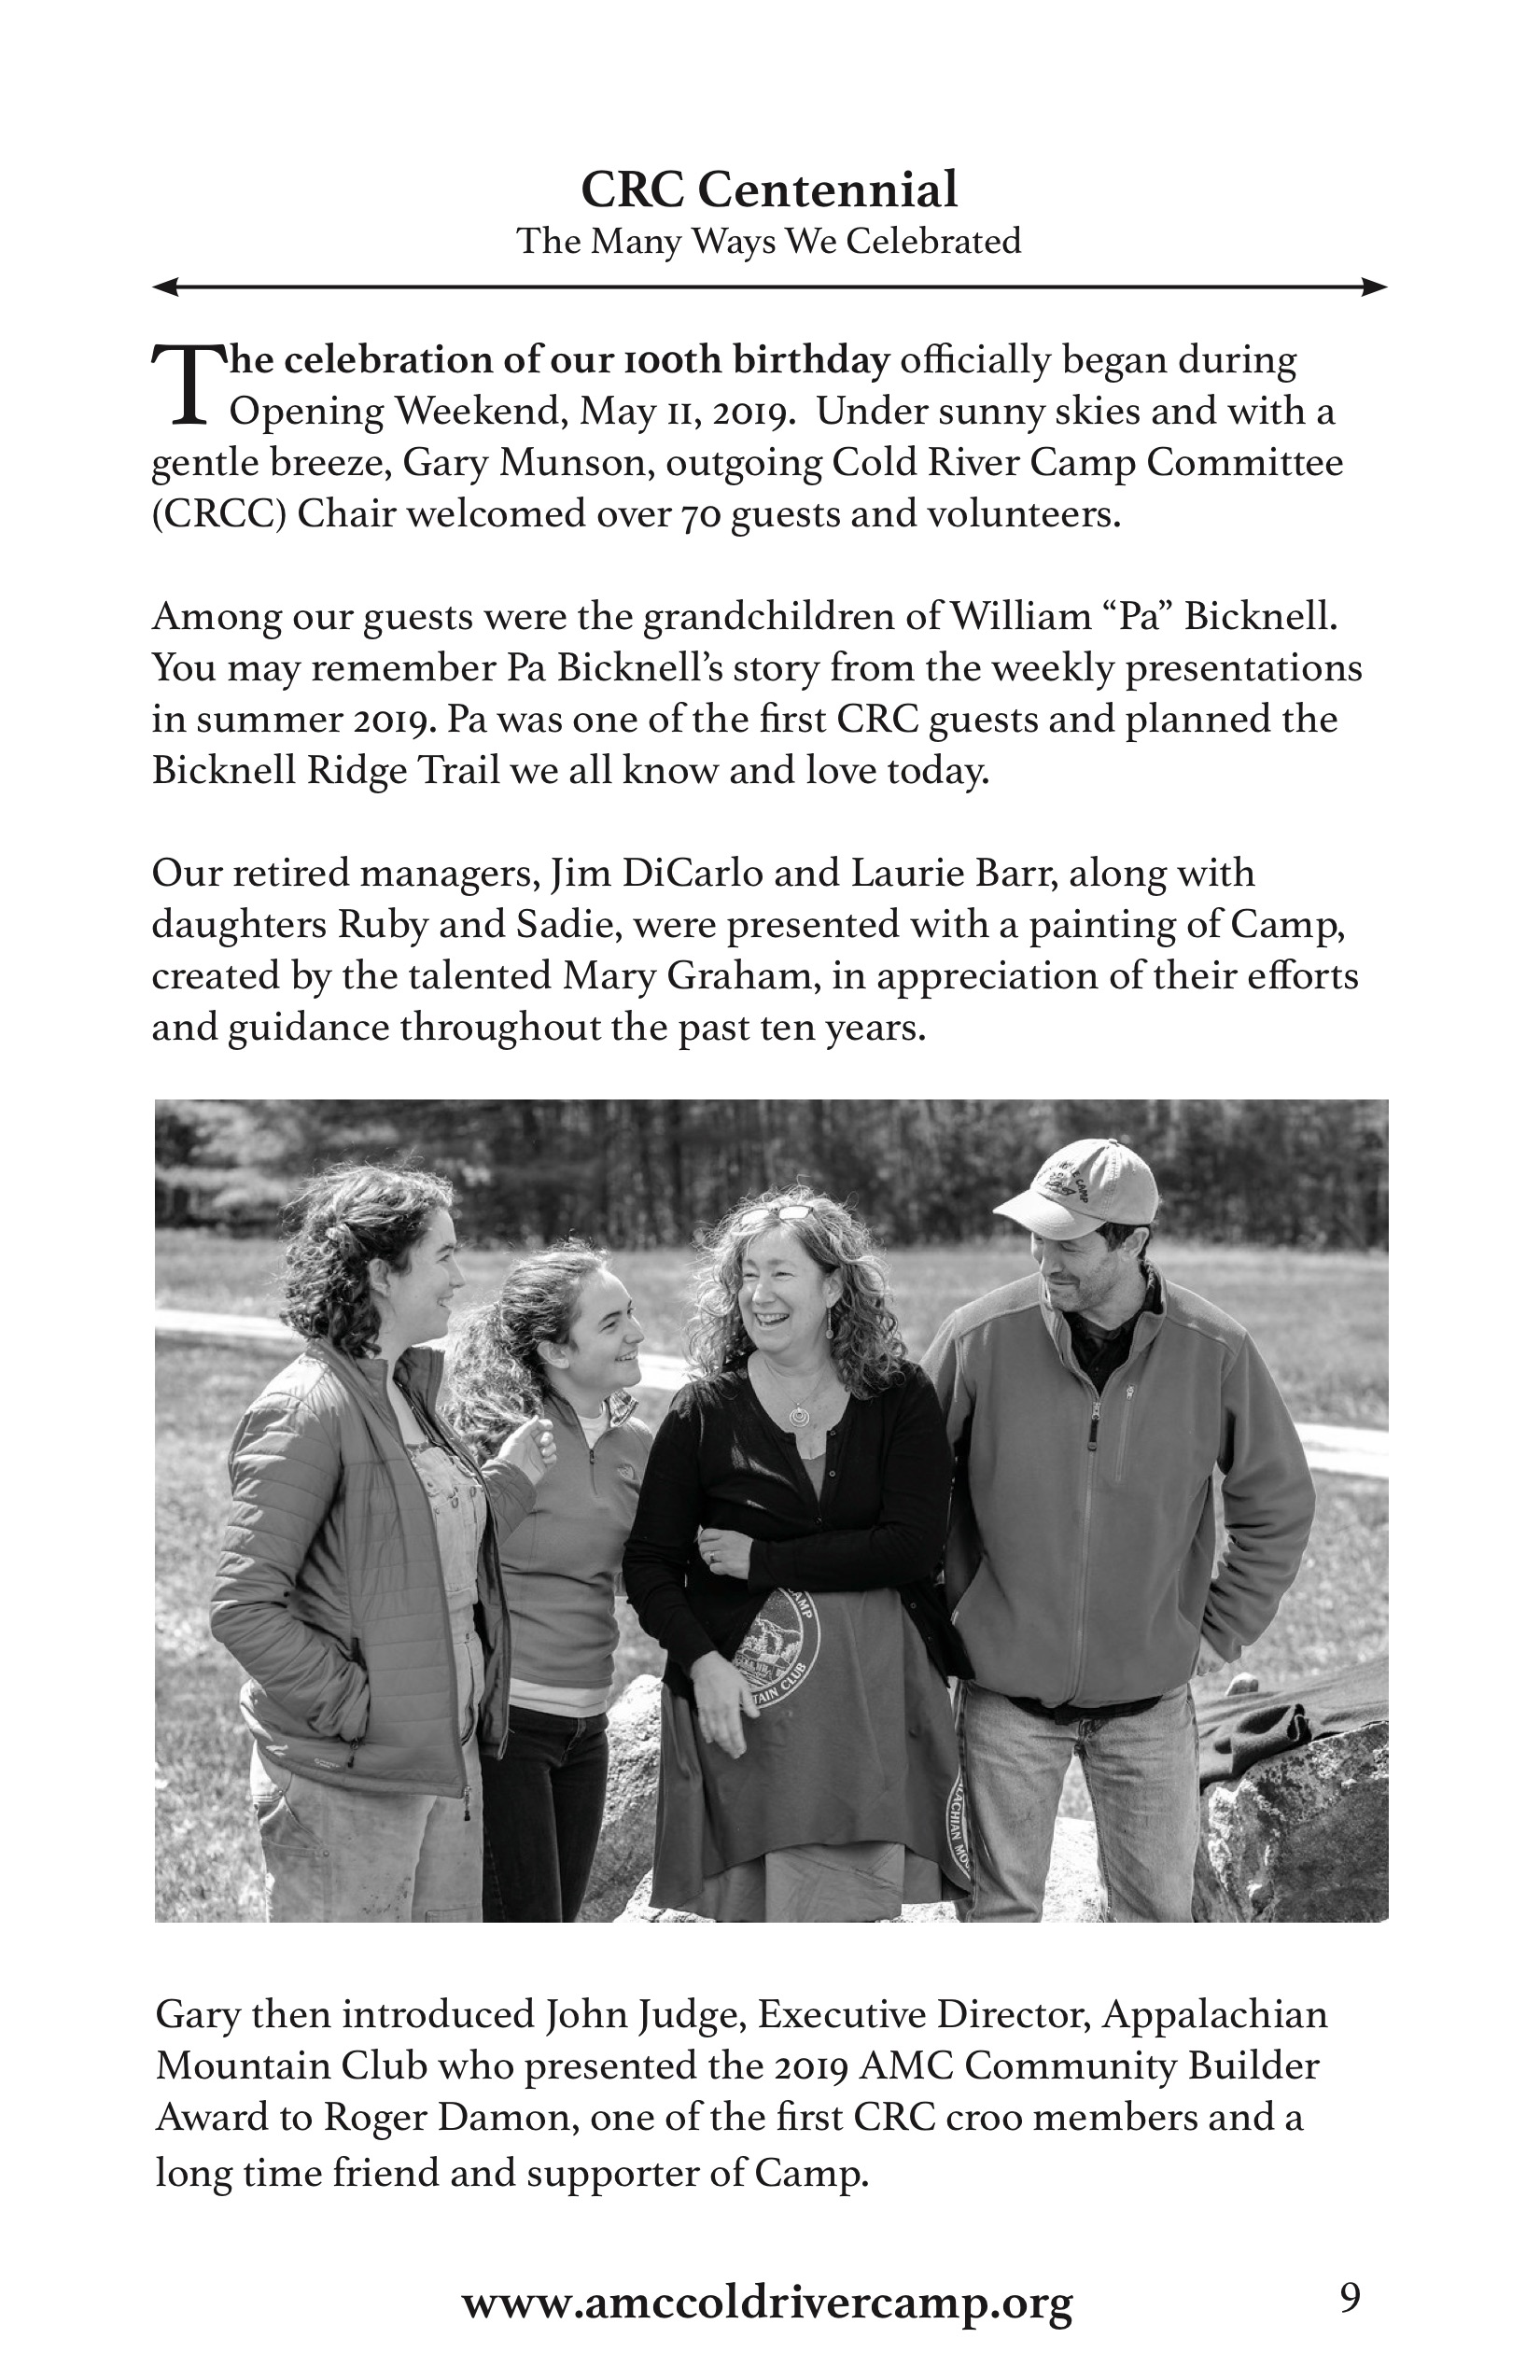 CRC Centennial
The Many Ways We Celebrated
The celebration of our 100th birthday officially began during
Opening Weekend, May 11, 2019.  Under sunny skies and with a
gentle breeze, Gary Munson, outgoing Cold River Camp Committee
(CRCC) Chair welcomed over 70 guests and volunteers.
Among our guests were the grandchildren of William “Pa” Bicknell.
You may remember Pa Bicknell’s story from the weekly presentations
in summer 2019. Pa was one of the first CRC guests and planned the
Bicknell Ridge Trail we all know and love today.
Our retired managers, Jim DiCarlo and Laurie Barr, along with
daughters Ruby and Sadie, were presented with a painting of Camp,
created by the talented Mary Graham, in appreciation of their efforts
and guidance throughout the past ten years.
CAMP
AMP
TAIN CLUB
LACHIAN MOU
Gary then introduced John Judge, Executive Director, Appalachian
Mountain Club who presented the 2019 AMC Community Builder
Award to Roger Damon, one of the first CRC croo members and a
long time friend and supporter of Camp.
www.amccoldrivercamp.org
9